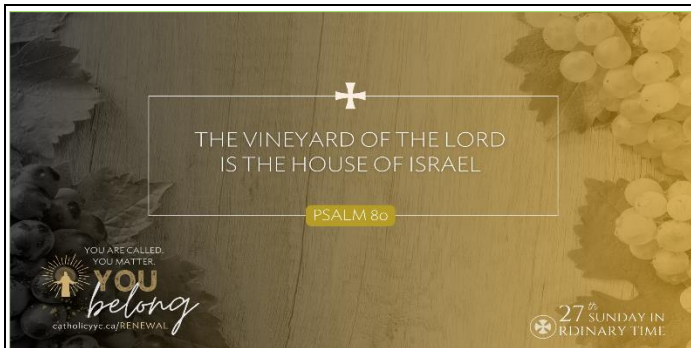 THE VINEYARD OF THE LORD
IS THE HOUSE OF ISRAEL
PSALM 80
YOU ARE CALLED.
YOU MATTER.
YOU
belong
catholicyyc.ca/RENEWAL
27th SUNDAY IN
RDINARY TIME